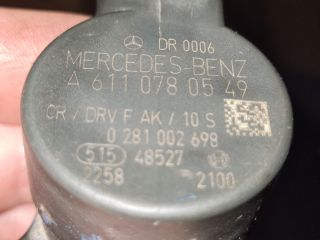 DR 0006
MERCEDES-BENZ
A 611 078 05 49
CR / DRV F AK / 10 S
0 281 002 698
515 48527
2258 2100